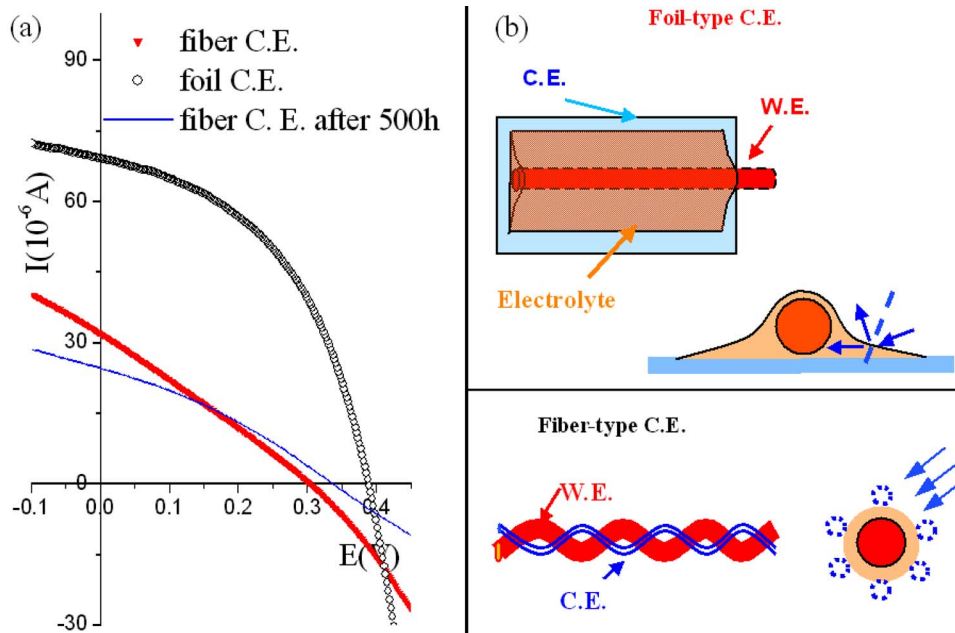 (a)
fiber C.E.
foil C.E.
fiber C. E. after 500h
90
60
30
0
-30
I(10⁻⁶A)
-0.1 0.0 0.1 0.2 0.3 0.4
E(V)
(b)
Foil-type C.E.
C.E.
W.E.
Electrolyte
Fiber-type C.E.
W.E.
C.E.